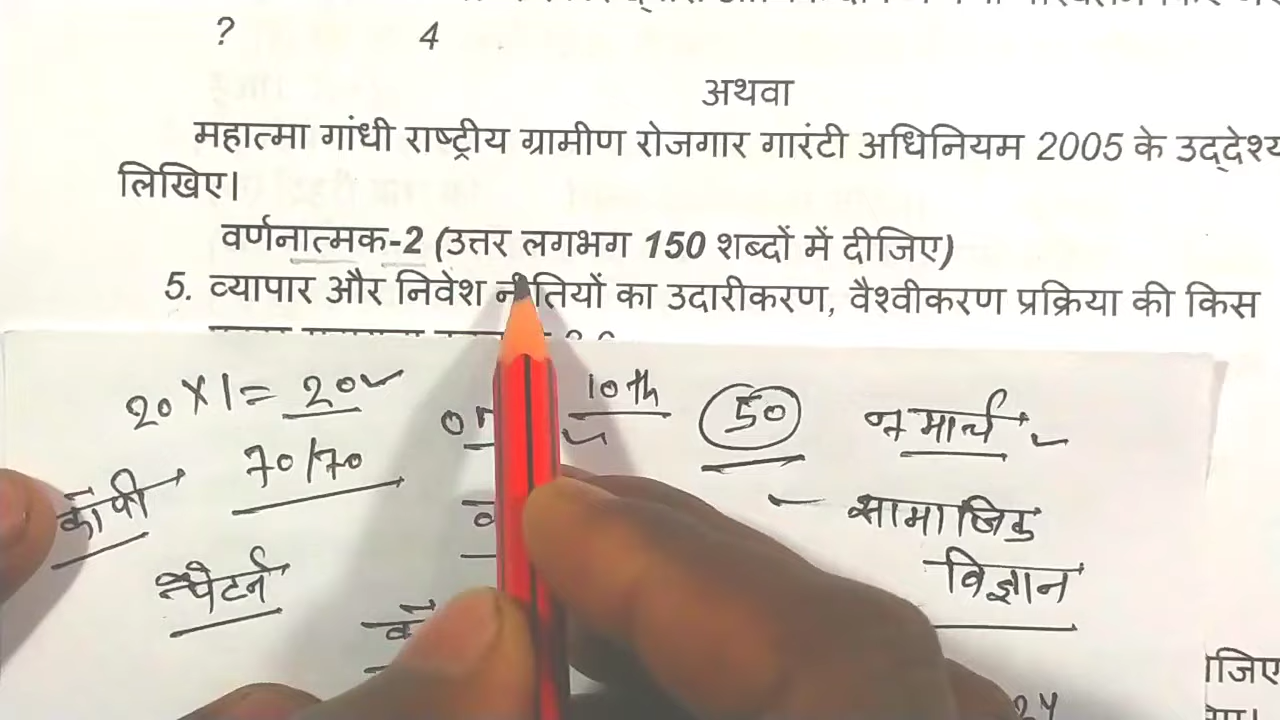 ? 4
अथवा
महात्मा गांधी राष्ट्रीय ग्रामीण रोजगार गारंटी अधिनियम 2005 के उद्देश्य
लिखिए।
वर्णनात्मक-2 (उत्तर लगभग 150 शब्दों में दीजिए)
5. व्यापार और निवेश नीतियों का उदारीकरण, वैश्वीकरण प्रक्रिया की किस
20 X 1 = 20 10th 50 7 मार्च
कॉपी 70/70 सामाजिक
विज्ञान